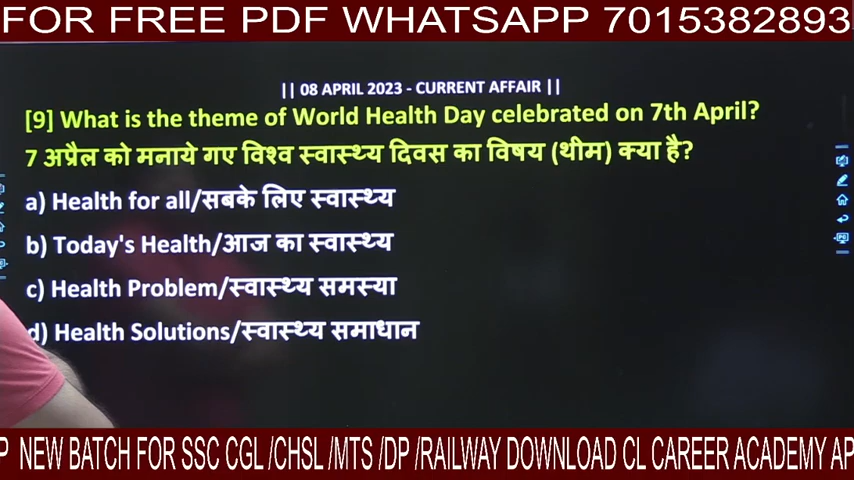 FOR FREE PDF WHATSAPP 7015382893
|| 08 APRIL 2023 - CURRENT AFFAIR ||
[9] What is the theme of World Health Day celebrated on 7th April?
7 अप्रैल को मनाये गए विश्व स्वास्थ्य दिवस का विषय (थीम) क्या है?
a) Health for all/सबके लिए स्वास्थ्य
b) Today's Health/आज का स्वास्थ्य
c) Health Problem/स्वास्थ्य समस्या
d) Health Solutions/स्वास्थ्य समाधान
P NEW BATCH FOR SSC CGL /CHSL /MTS /DP /RAILWAY DOWNLOAD CL CAREER ACADEMY AP